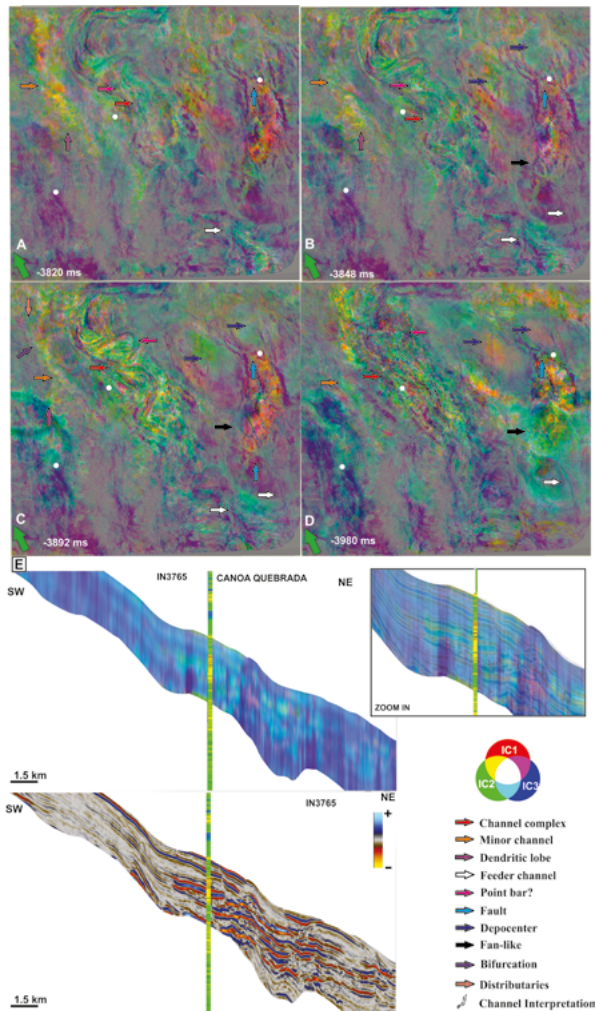 A
-3820 ms
B
-3848 ms
C
-3892 ms
D
-3980 ms
E
IN3765
CANOA QUEBRADA
SW
NE
ZOOM IN
1.5 km
SW
IN3765
NE
+
-
1.5 km
IC1
IC2
IC3
Channel complex
Minor channel
Dendritic lobe
Feeder channel
Point bar?
Fault
Depocenter
Fan-like
Bifurcation
Distributaries
Channel Interpretation